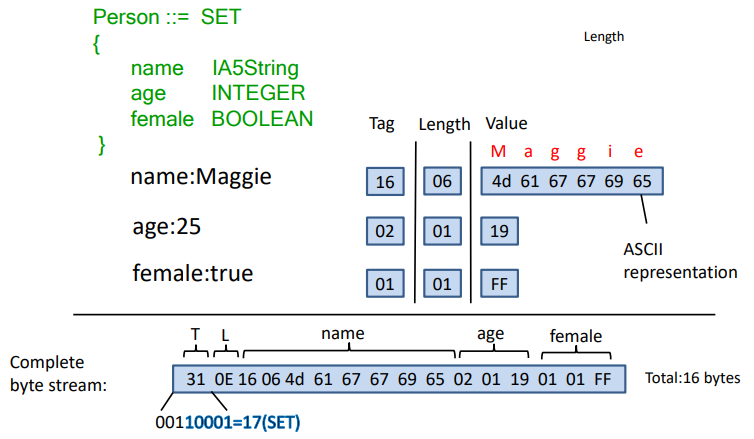 Person ::= SET
Length
{
name IA5String
age INTEGER
female BOOLEAN
}
Tag Length Value
M a g g i e
name:Maggie 16 06 4d 61 67 67 69 65
age:25 02 01 19
ASCII
representation
female:true 01 01 FF
T L name age female
Complete
byte stream:
31 0E 16 06 4d 61 67 67 69 65 02 01 19 01 01 FF
Total:16 bytes
00110001=17(SET)